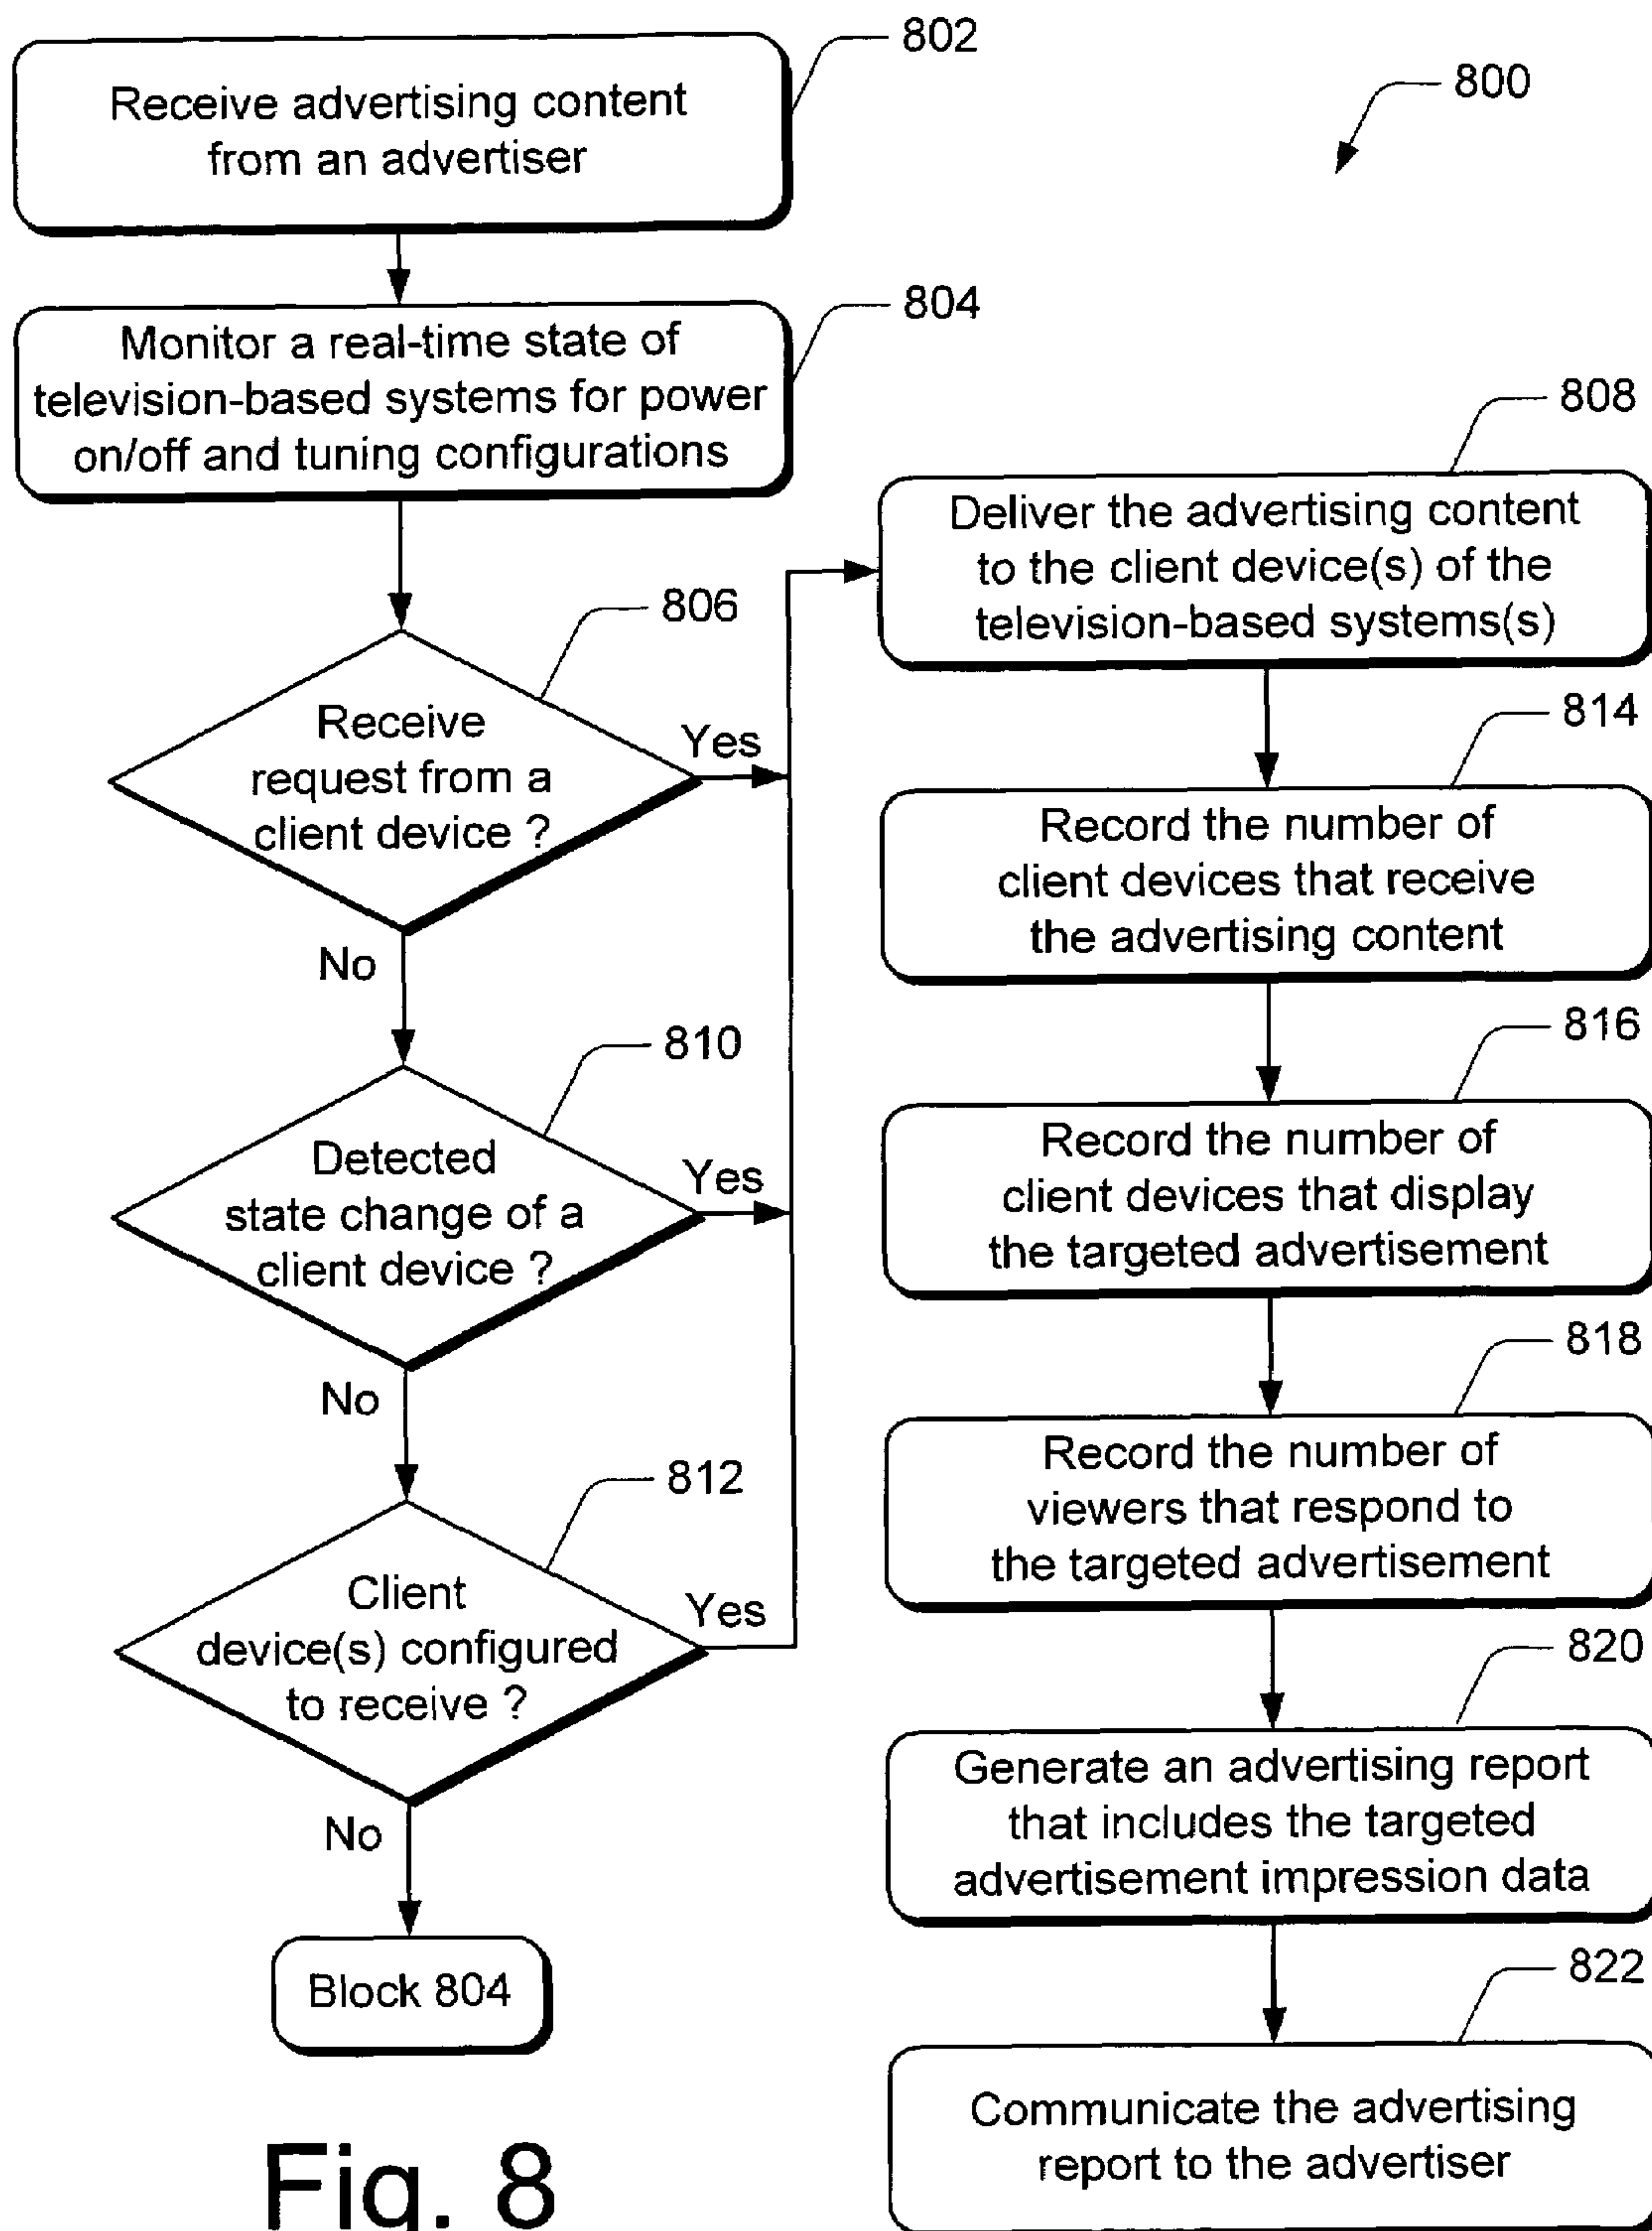 802
Receive advertising content
from an advertiser
800
804
Monitor a real-time state of
television-based systems for power
on/off and tuning configurations
806
Receive
request from a
client device ?
Yes
No
810
Detected
state change of a
client device ?
Yes
No
812
Client
device(s) configured
to receive ?
Yes
No
Block 804
808
Deliver the advertising content
to the client device(s) of the
television-based systems(s)
814
Record the number of
client devices that receive
the advertising content
816
Record the number of
client devices that display
the targeted advertisement
818
Record the number of
viewers that respond to
the targeted advertisement
820
Generate an advertising report
that includes the targeted
advertisement impression data
822
Communicate the advertising
report to the advertiser
Fig. 8